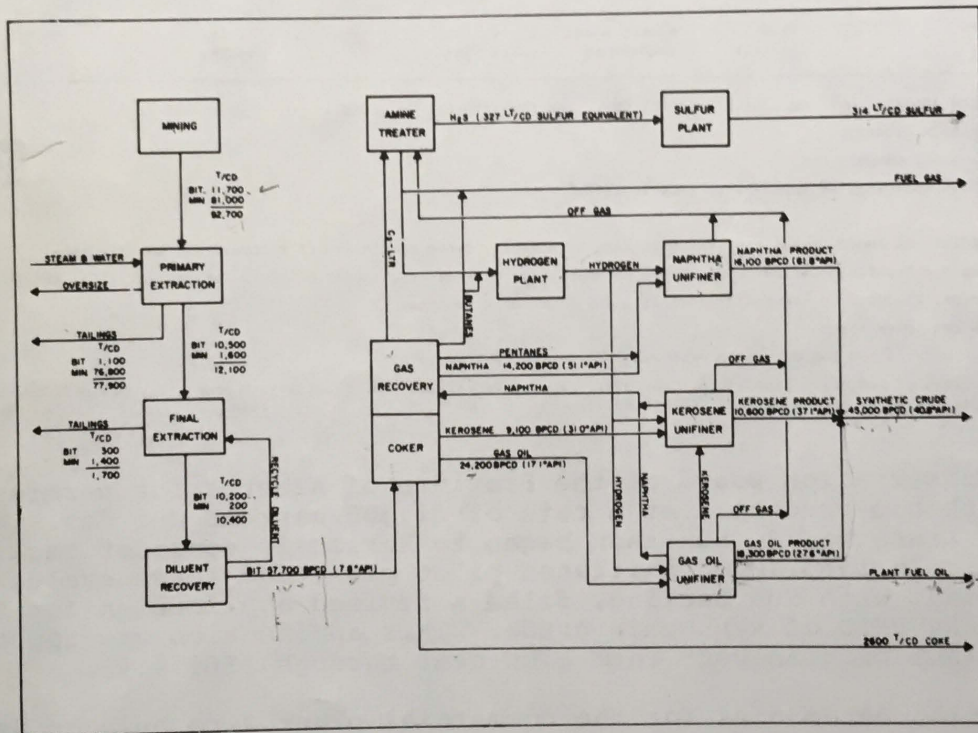 MINING
T/CD
BIT. 11,700
MIN 81,000
92,700
STEAM & WATER
OVERSIZE
PRIMARY
EXTRACTION
TAILINGS
T/CD
BIT 1,100
MIN 76,800
77,900
T/CD
BIT 10,500
MIN 1,600
12,100
TAILINGS
T/CD
BIT 300
MIN 1,400
1,700
FINAL
EXTRACTION
T/CD
BIT 10,200
MIN 200
10,400
RECYCLE DILUENT
DILUENT
RECOVERY
BIT 57,700 BPCD (7.8°API)
AMINE
TREATER
H2S (327 LT/CD SULFUR EQUIVALENT)
SULFUR
PLANT
314 LT/CD SULFUR
FUEL GAS
OFF GAS
BUTANES
HYDROGEN
PLANT
HYDROGEN
NAPHTHA
UNIFINER
NAPHTHA PRODUCT
16,100 BPCD (61.8°API)
GAS
RECOVERY
COKER
PENTANES
NAPHTHA 14,200 BPCD (51.1°API)
NAPHTHA
KEROSENE 9,100 BPCD (31.0°API)
GAS OIL
24,200 BPCD (17.1°API)
HYDROGEN
NAPHTHA
OFF GAS
KEROSENE
UNIFINER
KEROSENE PRODUCT
10,600 BPCD (37.1°API)
SYNTHETIC CRUDE
45,000 BPCD (40.8°API)
KEROSENE
OFF GAS
GAS OIL
UNIFINER
GAS OIL PRODUCT
18,300 BPCD (27.6°API)
PLANT FUEL OIL
2600 T/CD COKE